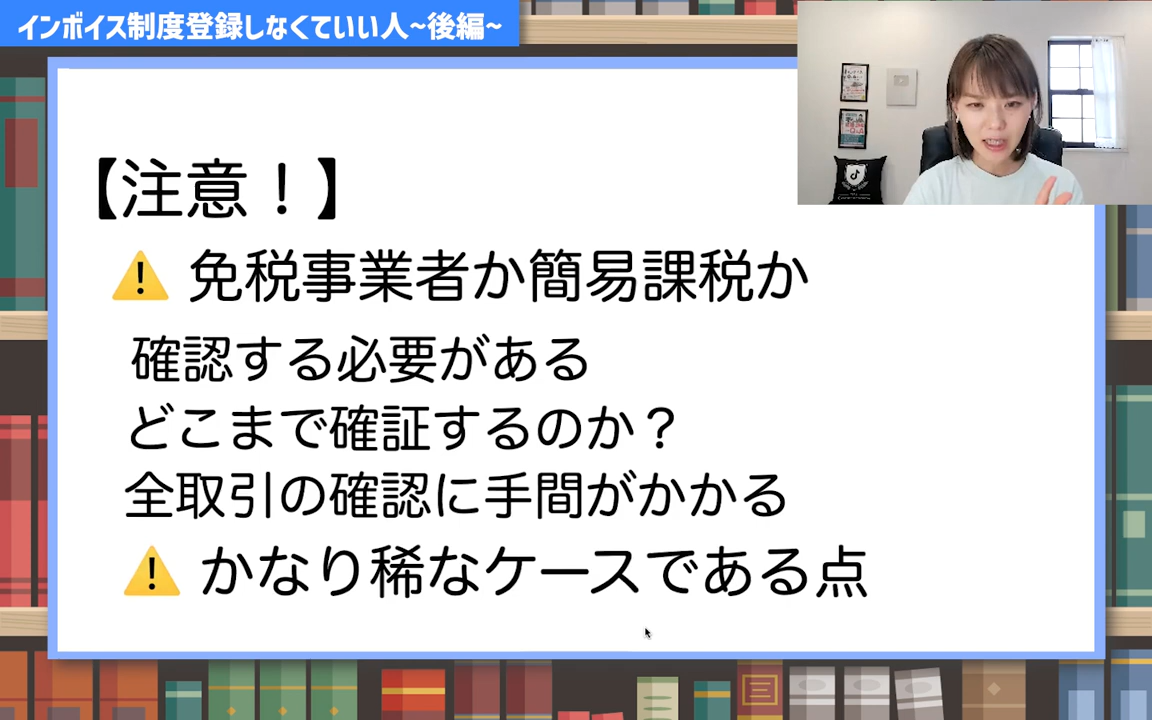 インボイス制度登録しなくていい人~後編~
【注意！】
⚠ 免税事業者か簡易課税か
確認する必要がある
どこまで確証するのか？
全取引の確認に手間がかかる
⚠ かなり稀なケースである点